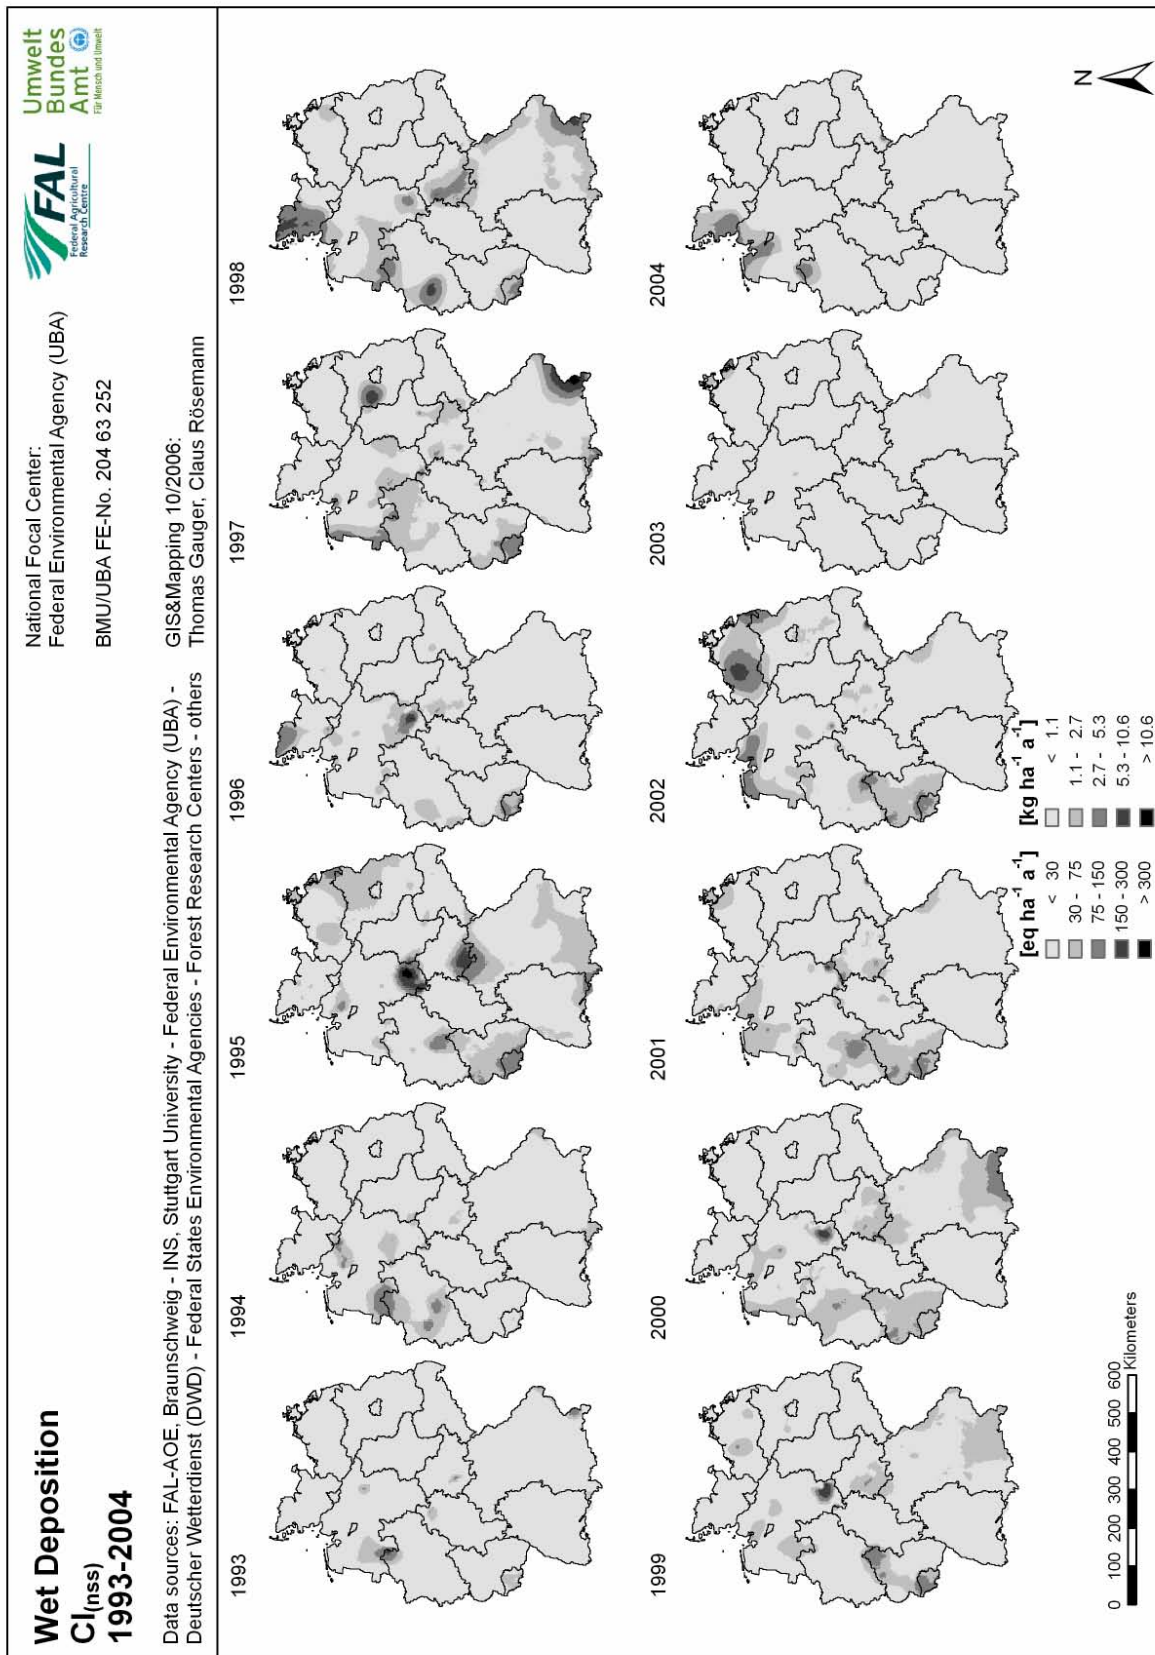 Wet Deposition
Cl(nss)
1993-2004
National Focal Center:
Federal Environmental Agency (UBA)
BMU/UBA FE-No. 204 63 252
FAL
Federal Agricultural
Research Centre
Umwelt
Bundes
Amt
Für Mensch und Umwelt
Data sources: FAL-AOE, Braunschweig - INS, Stuttgart University - Federal Environmental Agency (UBA) -
Deutscher Wetterdienst (DWD) - Federal States Environmental Agencies - Forest Research Centers - others
GIS&Mapping 10/2006:
Thomas Gauger, Claus Rösemann
1993
1994
1995
1996
1997
1998
1999
2000
2001
2002
2003
2004
[eq ha-1 a-1] [kg ha-1 a-1]
< 30 < 1.1
30 - 75 1.1 - 2.7
75 - 150 2.7 - 5.3
150 - 300 5.3 - 10.6
> 300 > 10.6
0 100 200 300 400 500 600
Kilometers
N